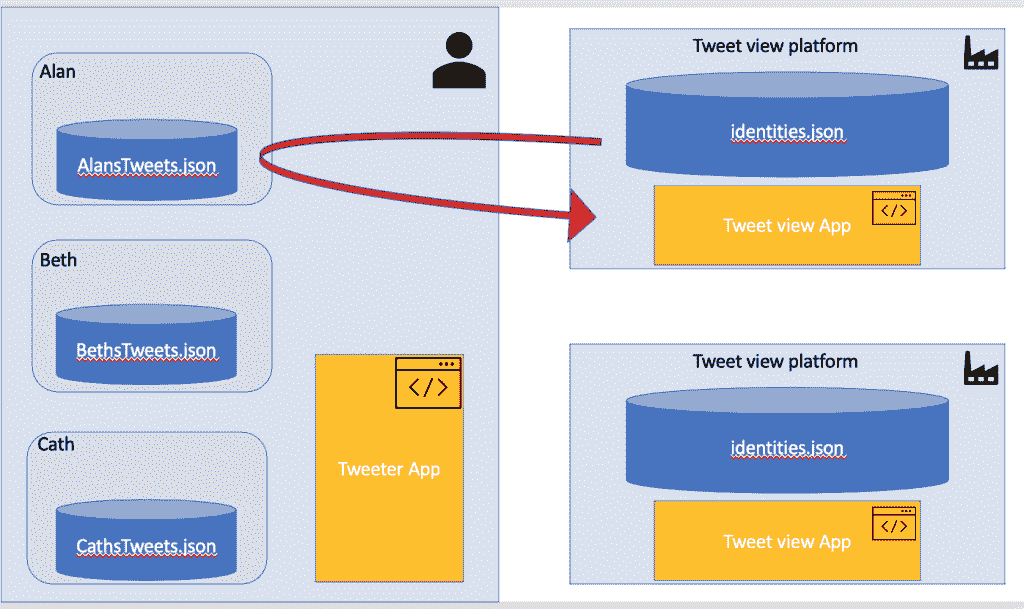 Alan
AlansTweets.json
Beth
BethsTweets.json
Cath
CathsTweets.json
</>
Tweeter App
Tweet view platform
identities.json
</>
Tweet view App
Tweet view platform
identities.json
</>
Tweet view App